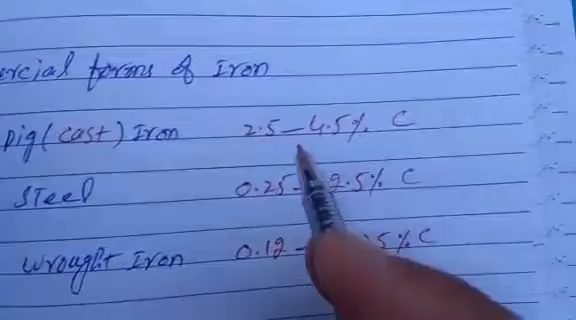 ercial forms of Iron
Pig (cast) Iron 2.5 - 4.5% C
Steel 0.25 - 2.5% C
Wrought Iron 0.12 - 5% C